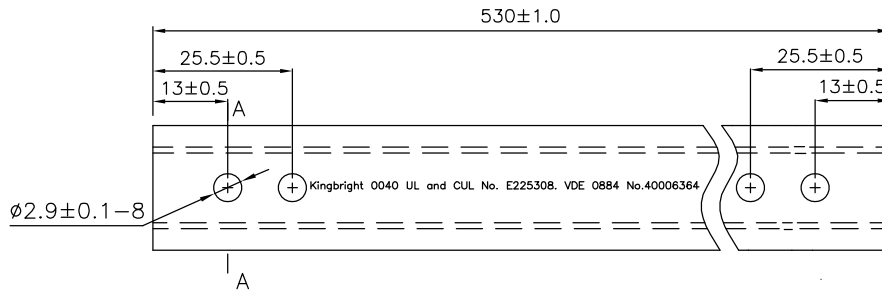 530±1.0
25.5±0.5
25.5±0.5
13±0.5
13±0.5
A
Kingbright 0040 UL and CUL No. E225308. VDE 0884 No.40006364
ø2.9±0.1-8
A